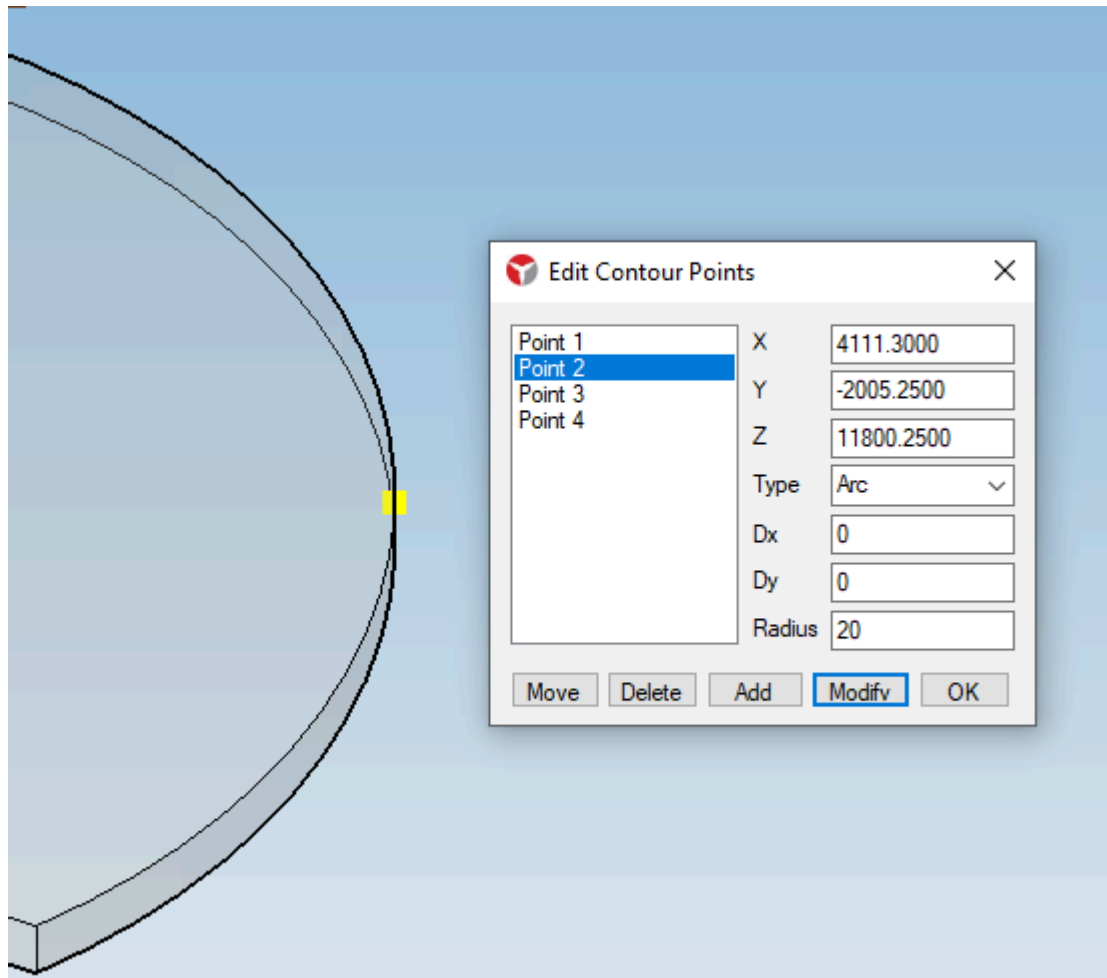 Edit Contour Points
Point 1
Point 2
Point 3
Point 4
X 4111.3000
Y -2005.2500
Z 11800.2500
Type Arc
Dx 0
Dy 0
Radius 20
Move Delete Add Modify OK